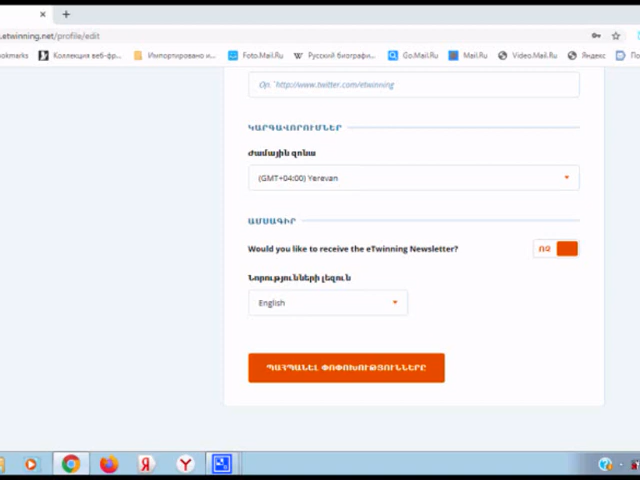 .etwinning.net/profile/edit
ookmarks Коллекция веб-фр... Импортировано и... Foto.Mail.Ru Русский биографи... Go.Mail.Ru Mail.Ru Video.Mail.Ru Яндекс
Օր.՝ http://www.twitter.com/etwinning
ԿԱՐԳԱՎՈՐՈՒՄՆԵՐ
Ժամային զոնա
(GMT+04:00) Yerevan
ԱՄՍԱԳԻՐ
Would you like to receive the eTwinning Newsletter?
ՈՉ
Նորությունների լեզուն
English
ՊԱՀՊԱՆԵԼ ՓՈՓՈԽՈՒԹՅՈՒՆՆԵՐԸ